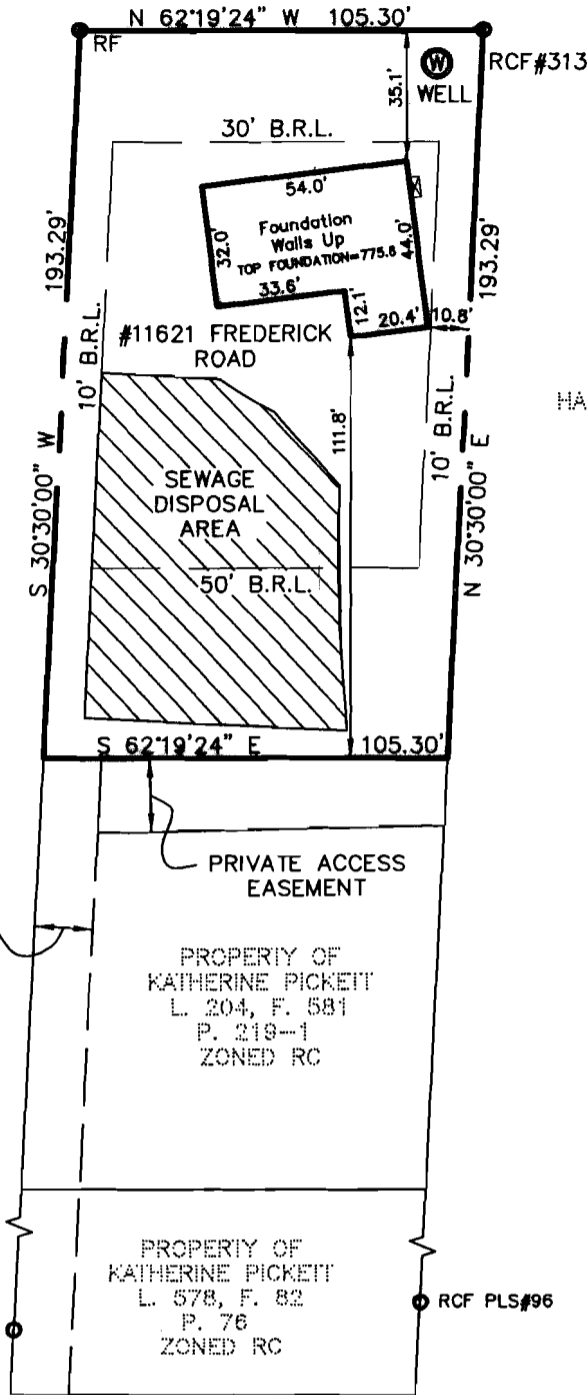 N 62°19'24" W 105.30'
RF
RCF#313
W
WELL
35.1'
30' B.R.L.
54.0'
Foundation
Walls Up
TOP FOUNDATION=775.6
32.0'
44.0'
33.6'
12.1'
20.4'
10.8'
193.29'
193.29'
#11621 FREDERICK
ROAD
10' B.R.L.
10' B.R.L.
HA
111.8'
SEWAGE
DISPOSAL
AREA
50' B.R.L.
S 30°30'00" W
N 30°30'00" E
S 62°19'24" E 105.30'
PRIVATE ACCESS
EASEMENT
PROPERTY OF
KATHERINE PICKETT
L. 204, F. 581
P. 219-1
ZONED RC
PROPERTY OF
KATHERINE PICKETT
L. 578, F. 82
P. 76
ZONED RC
RCF PLS#96